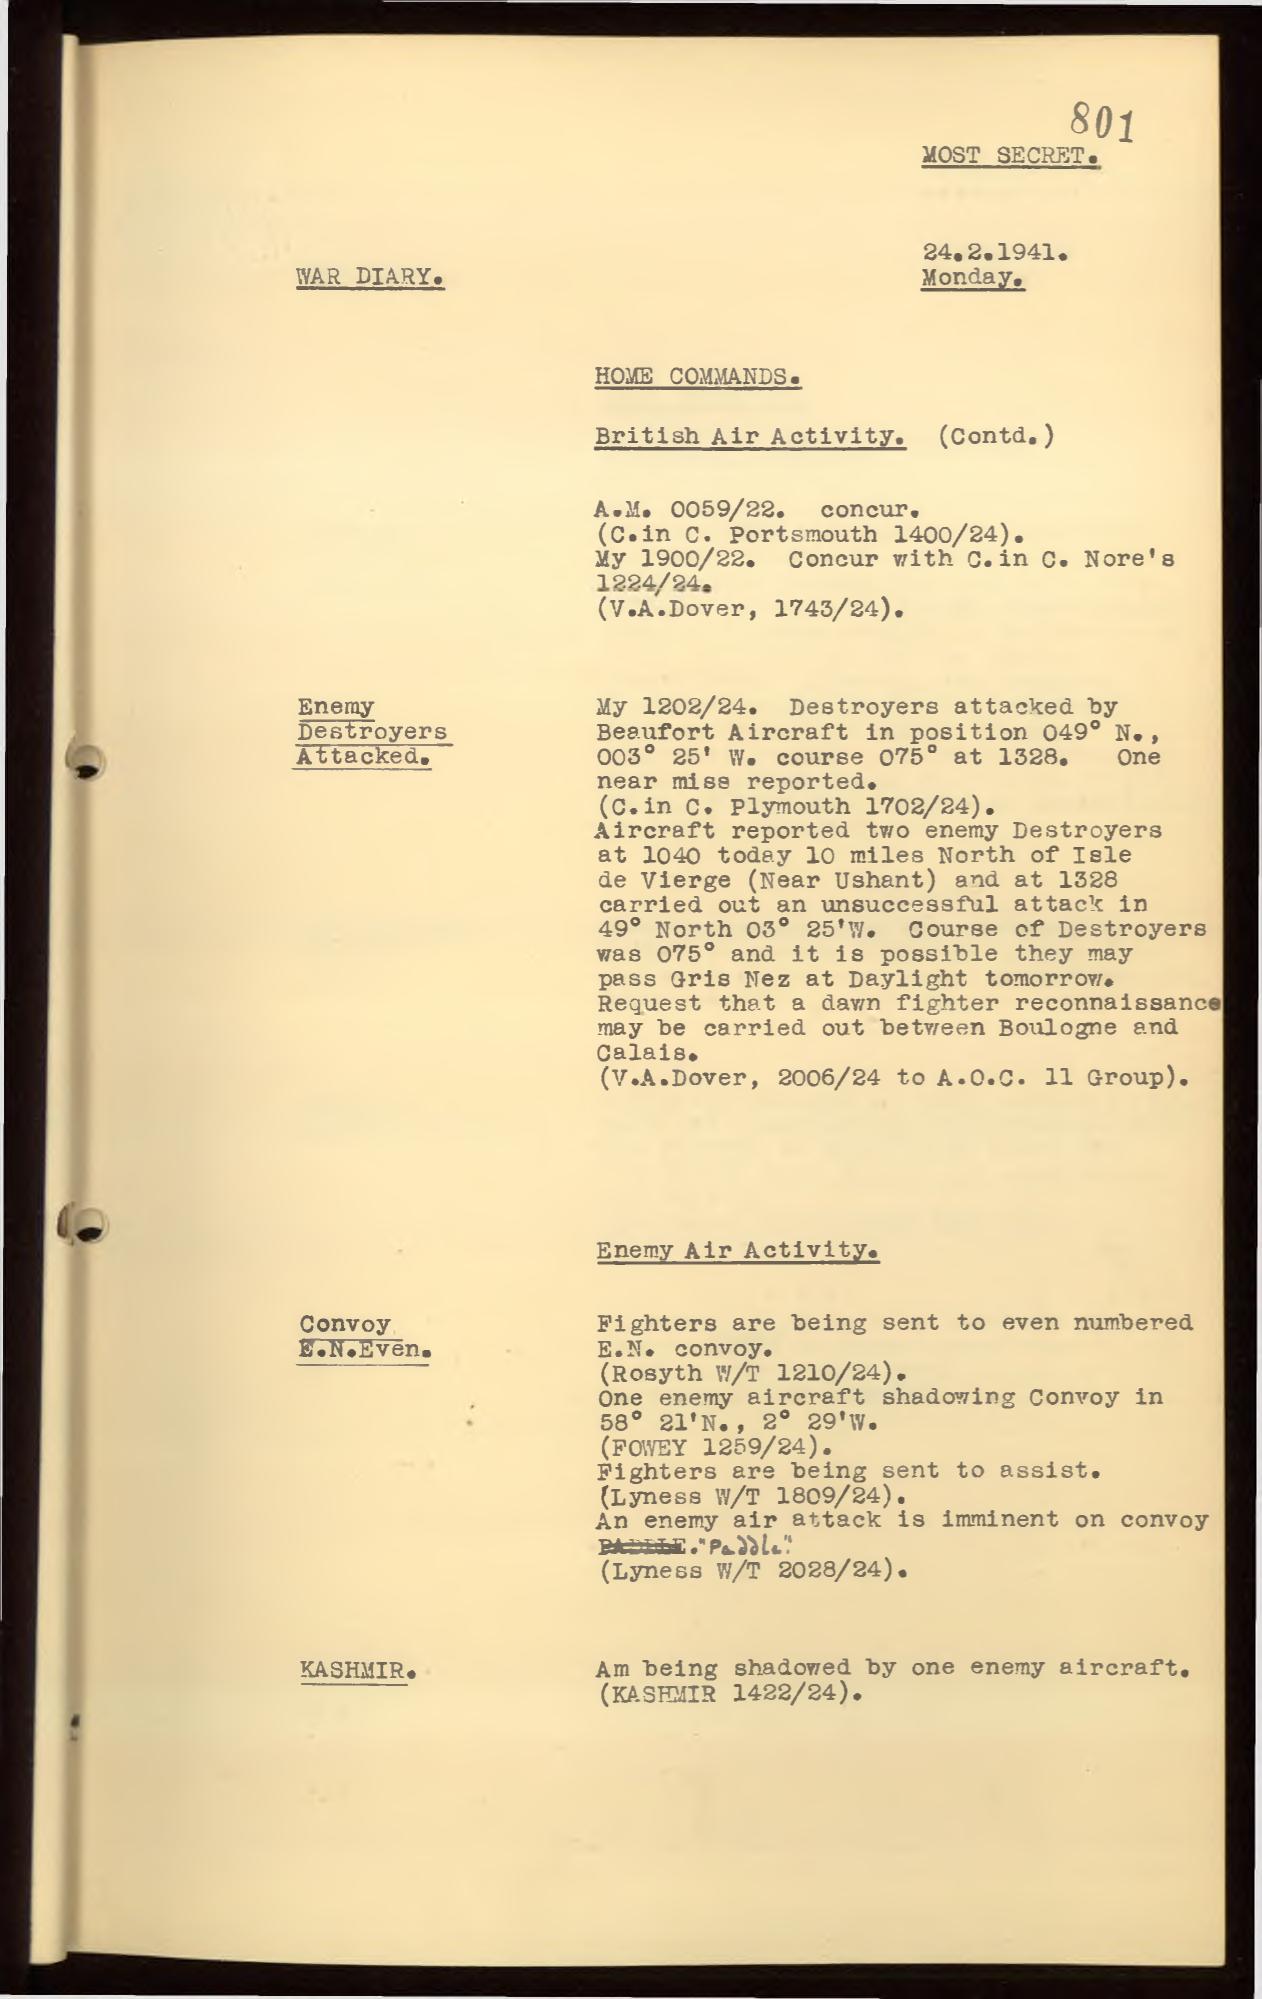 801
MOST SECRET.
24.2.1941.
WAR DIARY.
Monday.
HOME COMMANDS.
British Air Activity. (Contd.)
A.M. 0059/22. concur.
(C.in C. Portsmouth 1400/24).
My 1900/22. Concur with C.in C. Nore's
1224/24.
(V.A.Dover, 1743/24).
Enemy
Destroyers
Attacked.
My 1202/24. Destroyers attacked by
Beaufort Aircraft in position 049° N.,
003° 25' W. course 075° at 1328. One
near miss reported.
(C.in C. Plymouth 1702/24).
Aircraft reported two enemy Destroyers
at 1040 today 10 miles North of Isle
de Vierge (Near Ushant) and at 1328
carried out an unsuccessful attack in
49° North 03° 25'W. Course of Destroyers
was 075° and it is possible they may
pass Gris Nez at Daylight tomorrow.
Request that a dawn fighter reconnaissance
may be carried out between Boulogne and
Calais.
(V.A.Dover, 2006/24 to A.O.C. 11 Group).
Enemy Air Activity.
Convoy
E.N.Even.
Fighters are being sent to even numbered
E.N. convoy.
(Rosyth W/T 1210/24).
One enemy aircraft shadowing Convoy in
58° 21'N., 2° 29'W.
(FOWEY 1259/24).
Fighters are being sent to assist.
(Lyness W/T 1809/24).
An enemy air attack is imminent on convoy
PADDLE. "Paddle".
(Lyness W/T 2028/24).
KASHMIR.
Am being shadowed by one enemy aircraft.
(KASHMIR 1422/24).